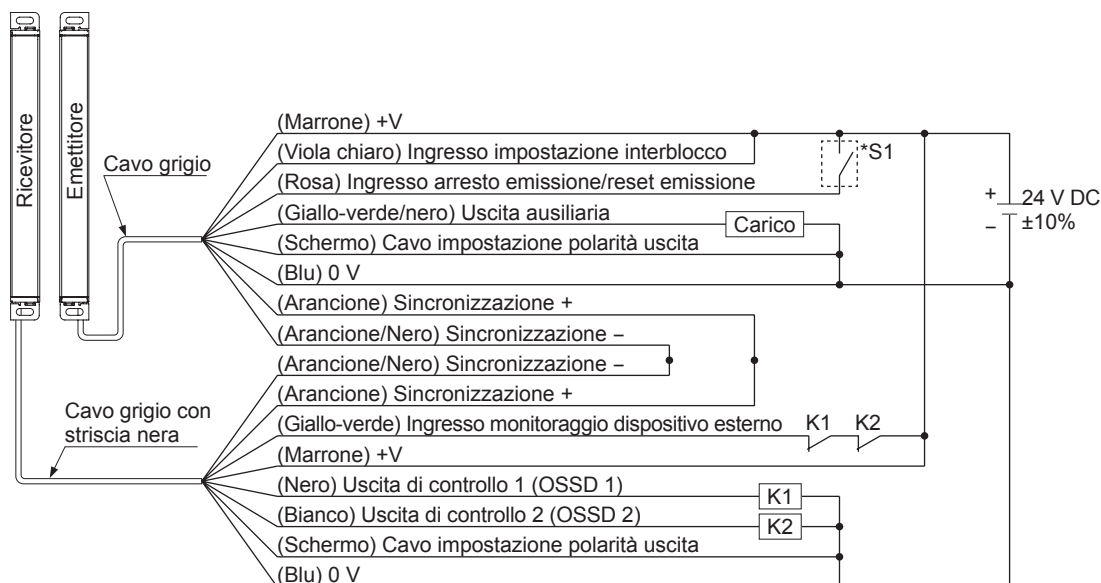 Ricevitore
Emettitore
Cavo grigio
(Marrone) +V
(Viola chiaro) Ingresso impostazione interblocco
*S1
(Rosa) Ingresso arresto emissione/reset emissione
+ 24 V DC
− ±10%
(Giallo-verde/nero) Uscita ausiliaria
Carico
(Schermo) Cavo impostazione polarità uscita
(Blu) 0 V
(Arancione) Sincronizzazione +
(Arancione/Nero) Sincronizzazione −
(Arancione/Nero) Sincronizzazione −
(Arancione) Sincronizzazione +
Cavo grigio con
striscia nera
(Giallo-verde) Ingresso monitoraggio dispositivo esterno
K1 K2
(Marrone) +V
(Nero) Uscita di controllo 1 (OSSD 1)
K1
(Bianco) Uscita di controllo 2 (OSSD 2)
K2
(Schermo) Cavo impostazione polarità uscita
(Blu) 0 V